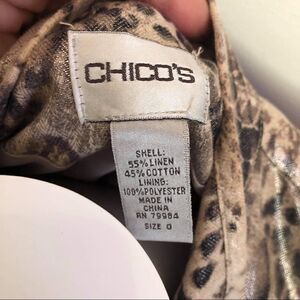 CHICO'S
SHELL:
55% LINEN
45% COTTON
LINING:
100% POLYESTER
MADE IN
CHINA
RN 79984
SIZE 0